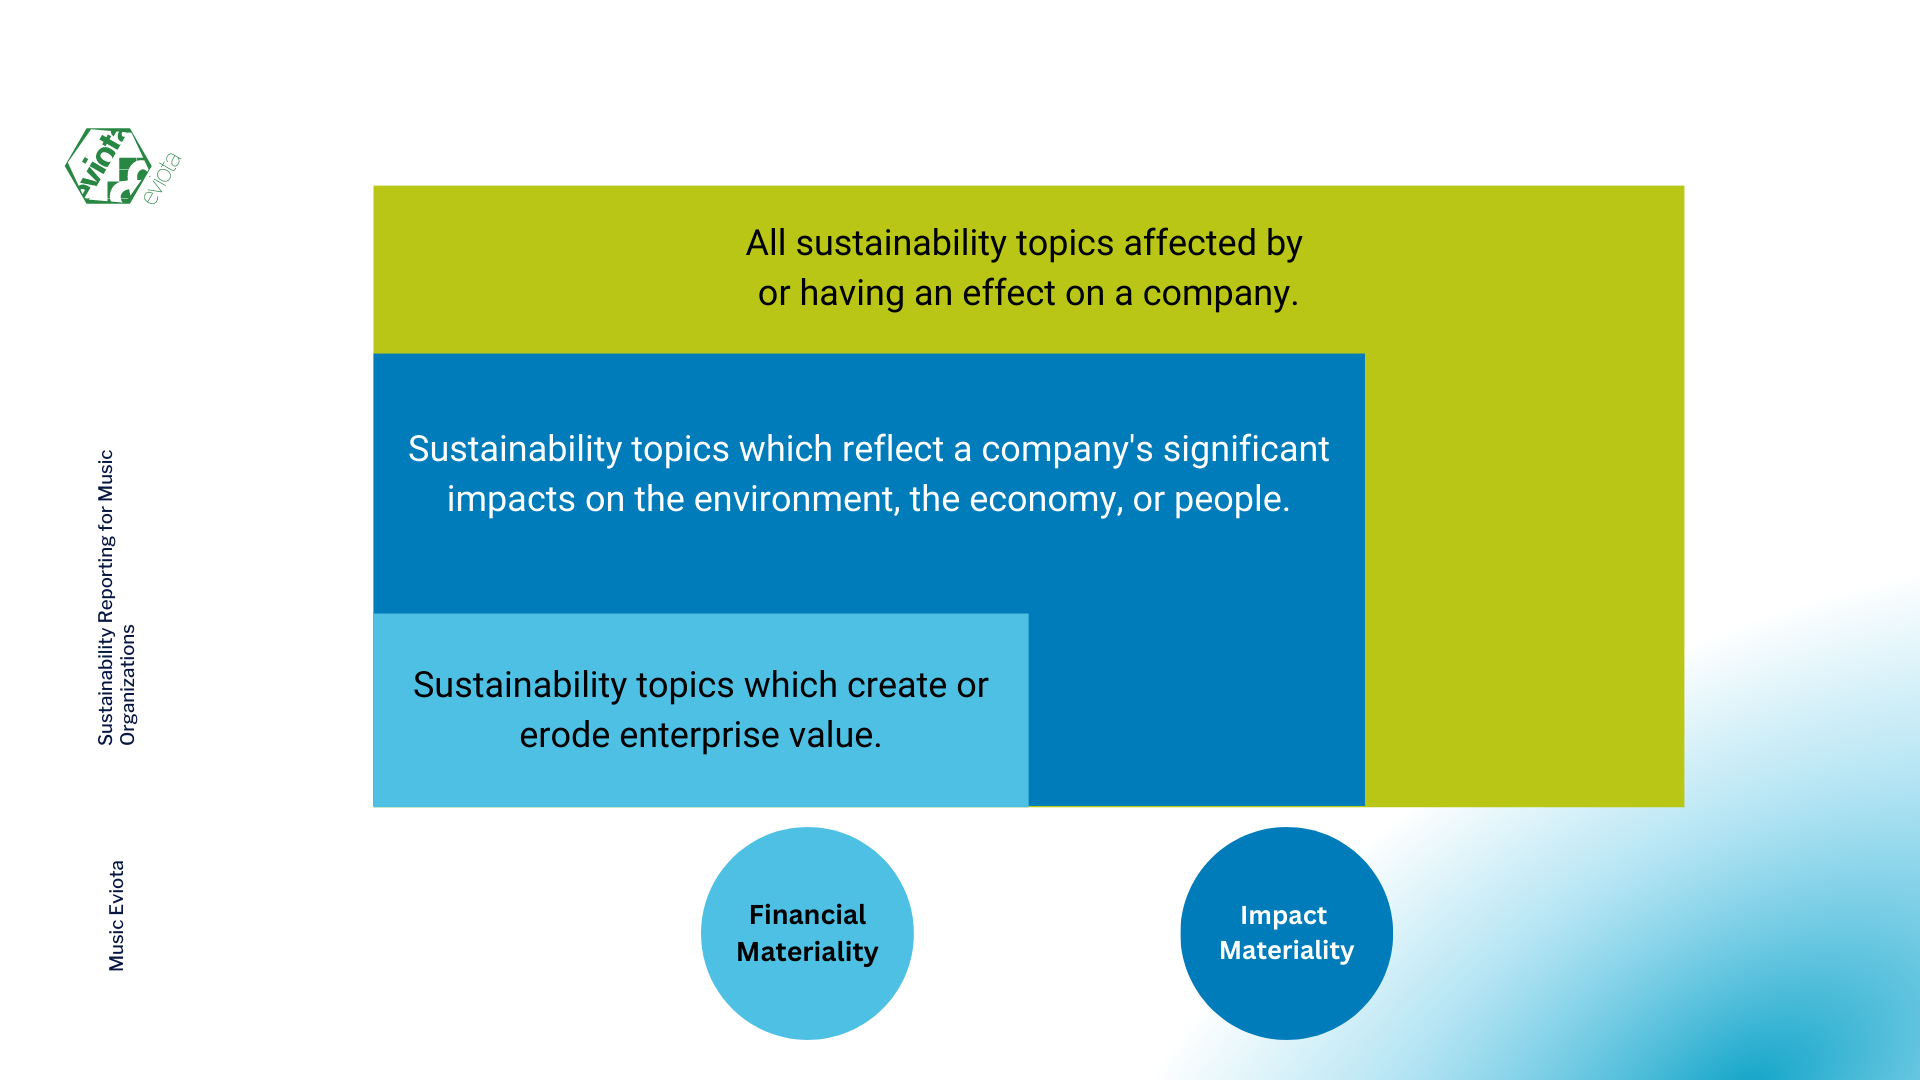 eviota
eviota
All sustainability topics affected by
or having an effect on a company.
Sustainability topics which reflect a company's significant
impacts on the environment, the economy, or people.
Sustainability topics which create or
erode enterprise value.
Financial
Materiality
Impact
Materiality
Sustainability Reporting for Music
Organizations
Music Eviota